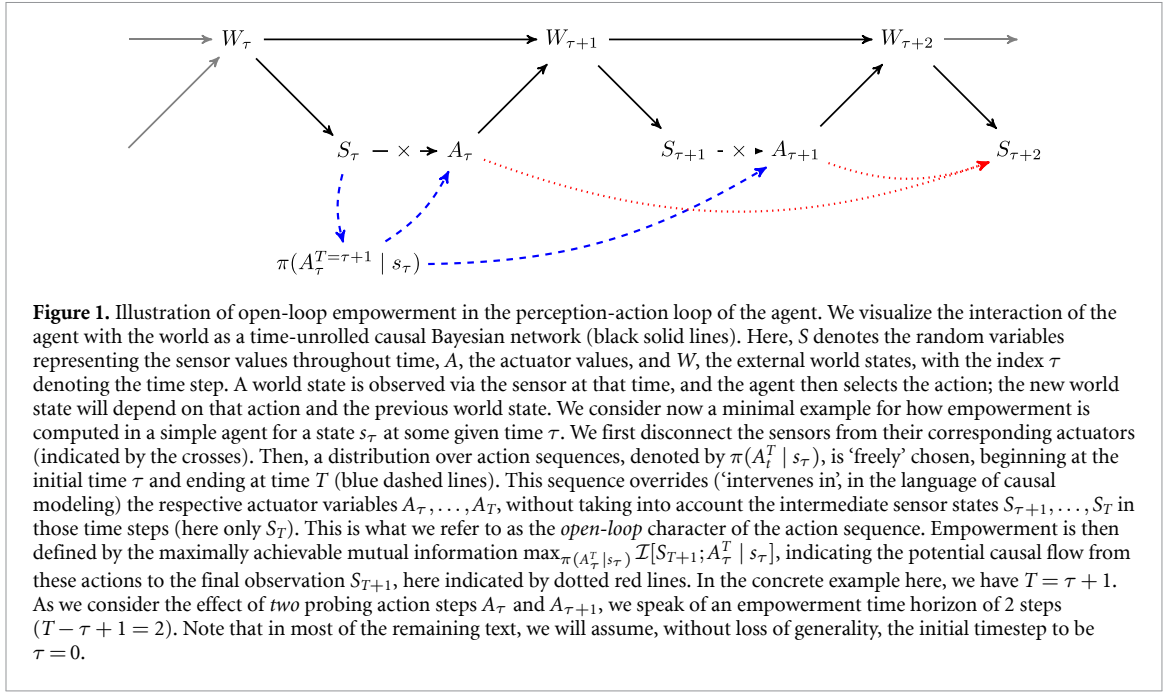 W_τ W_{τ+1} W_{τ+2}
S_τ × A_τ S_{τ+1} × A_{τ+1} S_{τ+2}
π(A_τ^{T=τ+1} | s_τ)
Figure 1. Illustration of open-loop empowerment in the perception-action loop of the agent. We visualize the interaction of the
agent with the world as a time-unrolled causal Bayesian network (black solid lines). Here, S denotes the random variables
representing the sensor values throughout time, A, the actuator values, and W, the external world states, with the index τ
denoting the time step. A world state is observed via the sensor at that time, and the agent then selects the action; the new world
state will depend on that action and the previous world state. We consider now a minimal example for how empowerment is
computed in a simple agent for a state s_τ at some given time τ. We first disconnect the sensors from their corresponding actuators
(indicated by the crosses). Then, a distribution over action sequences, denoted by π(A_t^T | s_τ), is ‘freely’ chosen, beginning at the
initial time τ and ending at time T (blue dashed lines). This sequence overrides (‘intervenes in’, in the language of causal
modeling) the respective actuator variables A_τ, . . . , A_T, without taking into account the intermediate sensor states S_{τ+1}, . . . , S_T in
those time steps (here only S_T). This is what we refer to as the open-loop character of the action sequence. Empowerment is then
defined by the maximally achievable mutual information max_{π(A_τ^T|s_τ)} I[S_{T+1}; A_τ^T | s_τ], indicating the potential causal flow from
these actions to the final observation S_{T+1}, here indicated by dotted red lines. In the concrete example here, we have T = τ + 1.
As we consider the effect of two probing action steps A_τ and A_{τ+1}, we speak of an empowerment time horizon of 2 steps
(T − τ + 1 = 2). Note that in most of the remaining text, we will assume, without loss of generality, the initial timestep to be
τ = 0.